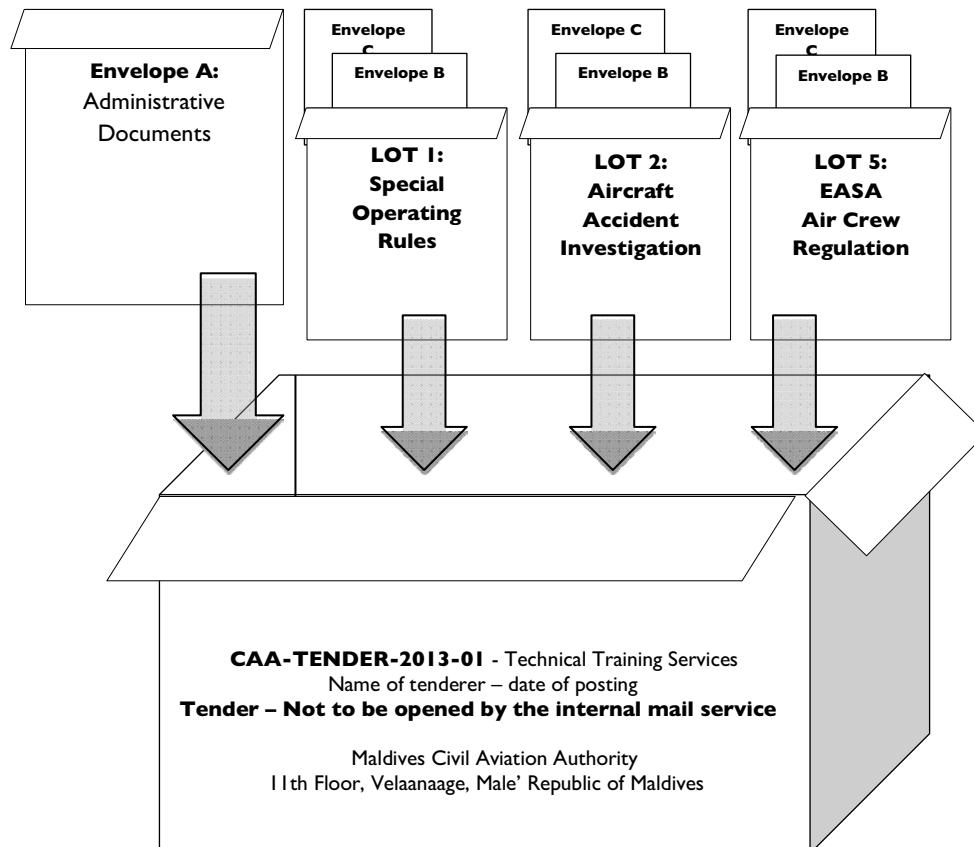 Envelope A:
Administrative
Documents
Envelope
C
Envelope B
LOT 1:
Special
Operating
Rules
Envelope C
Envelope B
LOT 2:
Aircraft
Accident
Investigation
Envelope
C
Envelope B
LOT 5:
EASA
Air Crew
Regulation
CAA-TENDER-2013-01 - Technical Training Services
Name of tenderer – date of posting
Tender – Not to be opened by the internal mail service
Maldives Civil Aviation Authority
11th Floor, Velaanaage, Male’ Republic of Maldives